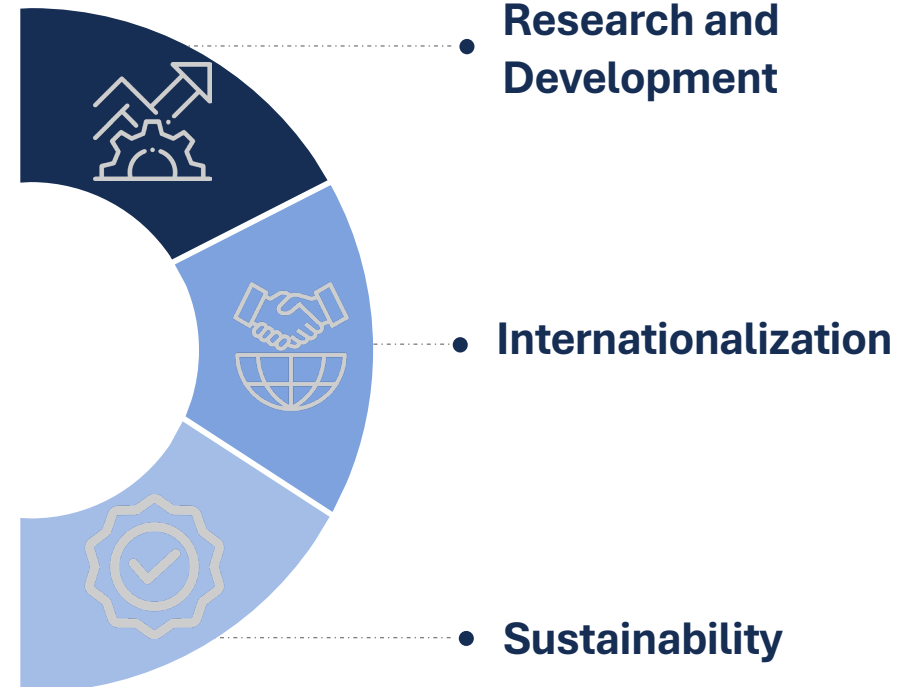 Research and
Development
Internationalization
Sustainability